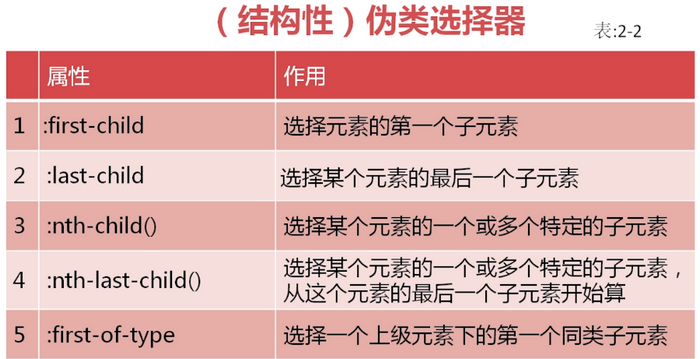 （结构性）伪类选择器
表:2-2
属性 作用
1 :first-child 选择元素的第一个子元素
2 :last-child 选择某个元素的最后一个子元素
3 :nth-child() 选择某个元素的一个或多个特定的子元素
4 :nth-last-child() 选择某个元素的一个或多个特定的子元素，
从这个元素的最后一个子元素开始算
5 :first-of-type 选择一个上级元素下的第一个同类子元素